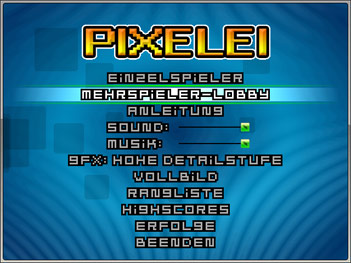 PIXELEI
EINZELSPIELER
MEHRSPIELER-LOBBY
ANLEITUNG
SOUND:
MUSIK:
GFX: HOHE DETAILSTUFE
VOLLBILD
RANGLISTE
HIGHSCORES
ERFOLGE
BEENDEN